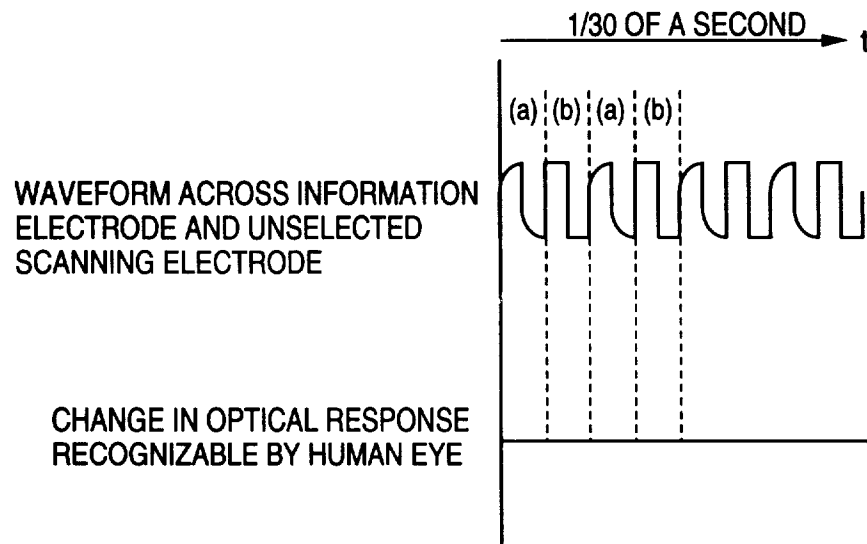 1/30 OF A SECOND
t
(a) (b) (a) (b)
WAVEFORM ACROSS INFORMATION
ELECTRODE AND UNSELECTED
SCANNING ELECTRODE
CHANGE IN OPTICAL RESPONSE
RECOGNIZABLE BY HUMAN EYE